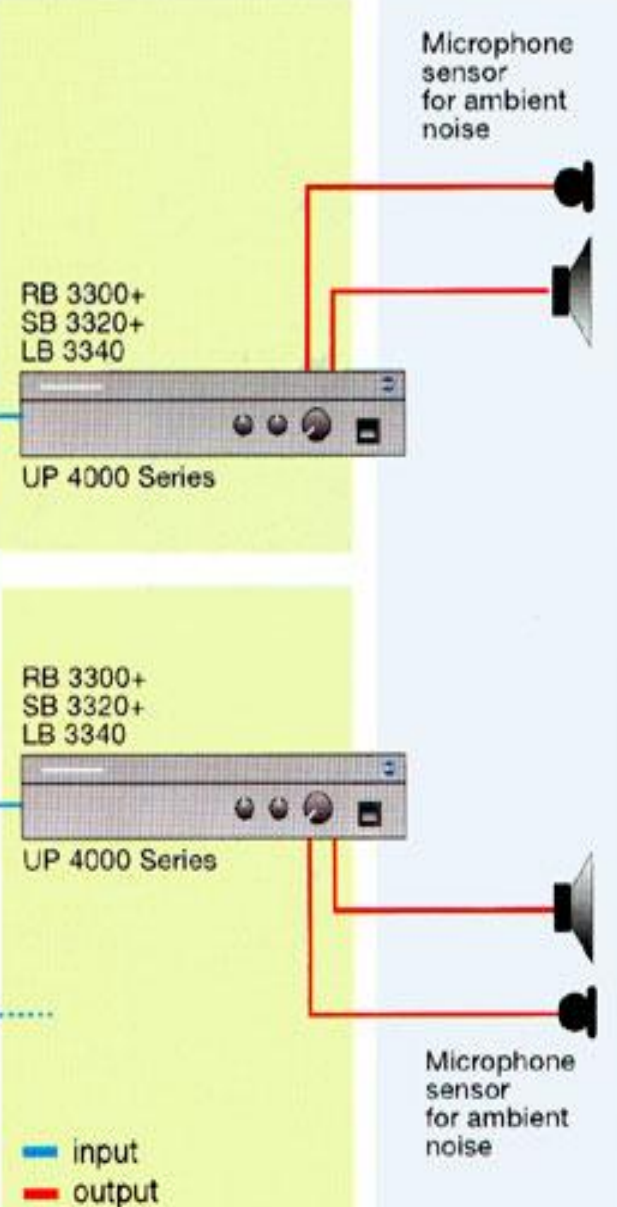 Microphone
sensor
for ambient
noise
RB 3300+
SB 3320+
LB 3340
UP 4000 Series
RB 3300+
SB 3320+
LB 3340
UP 4000 Series
Microphone
sensor
for ambient
noise
input
output